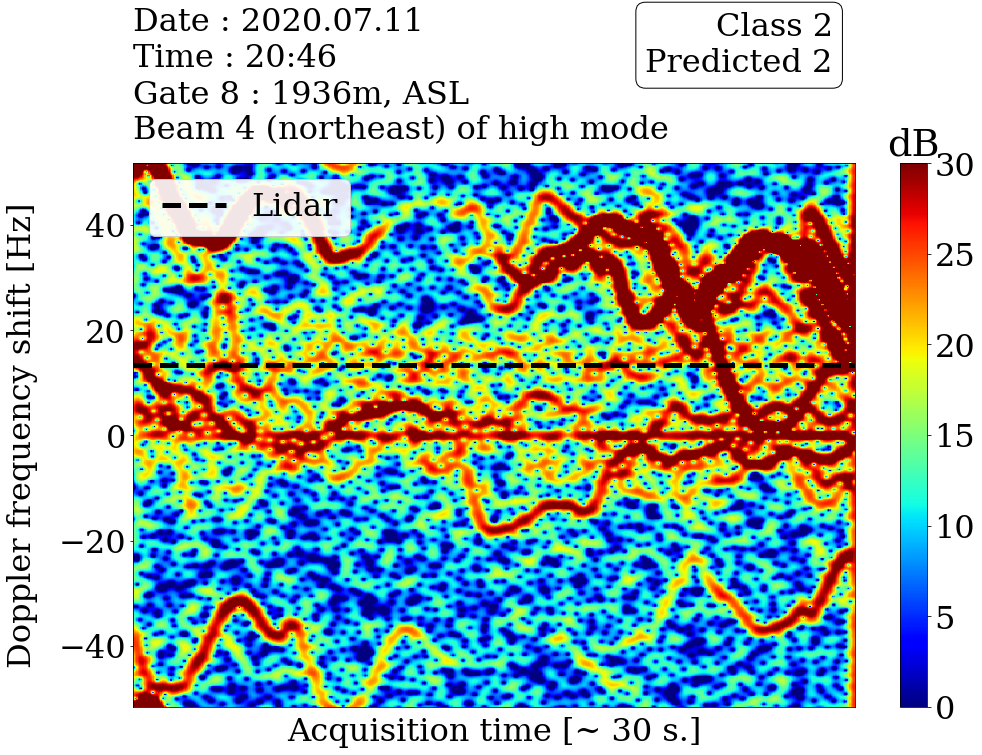 Date : 2020.07.11
Time : 20:46
Gate 8 : 1936m, ASL
Beam 4 (northeast) of high mode
Class 2
Predicted 2
dB
Lidar
Doppler frequency shift [Hz]
40
20
0
−20
−40
Acquisition time [~ 30 s.]
30
25
20
15
10
5
0